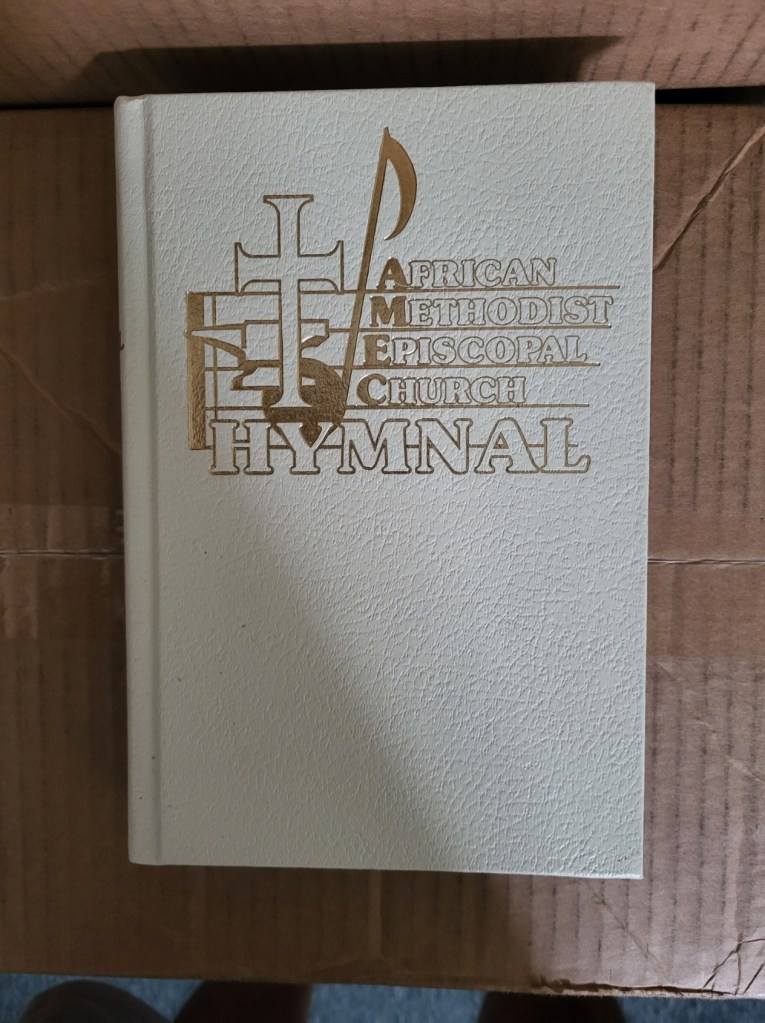 AFRICAN
METHODIST
EPISCOPAL
CHURCH
HYMNAL